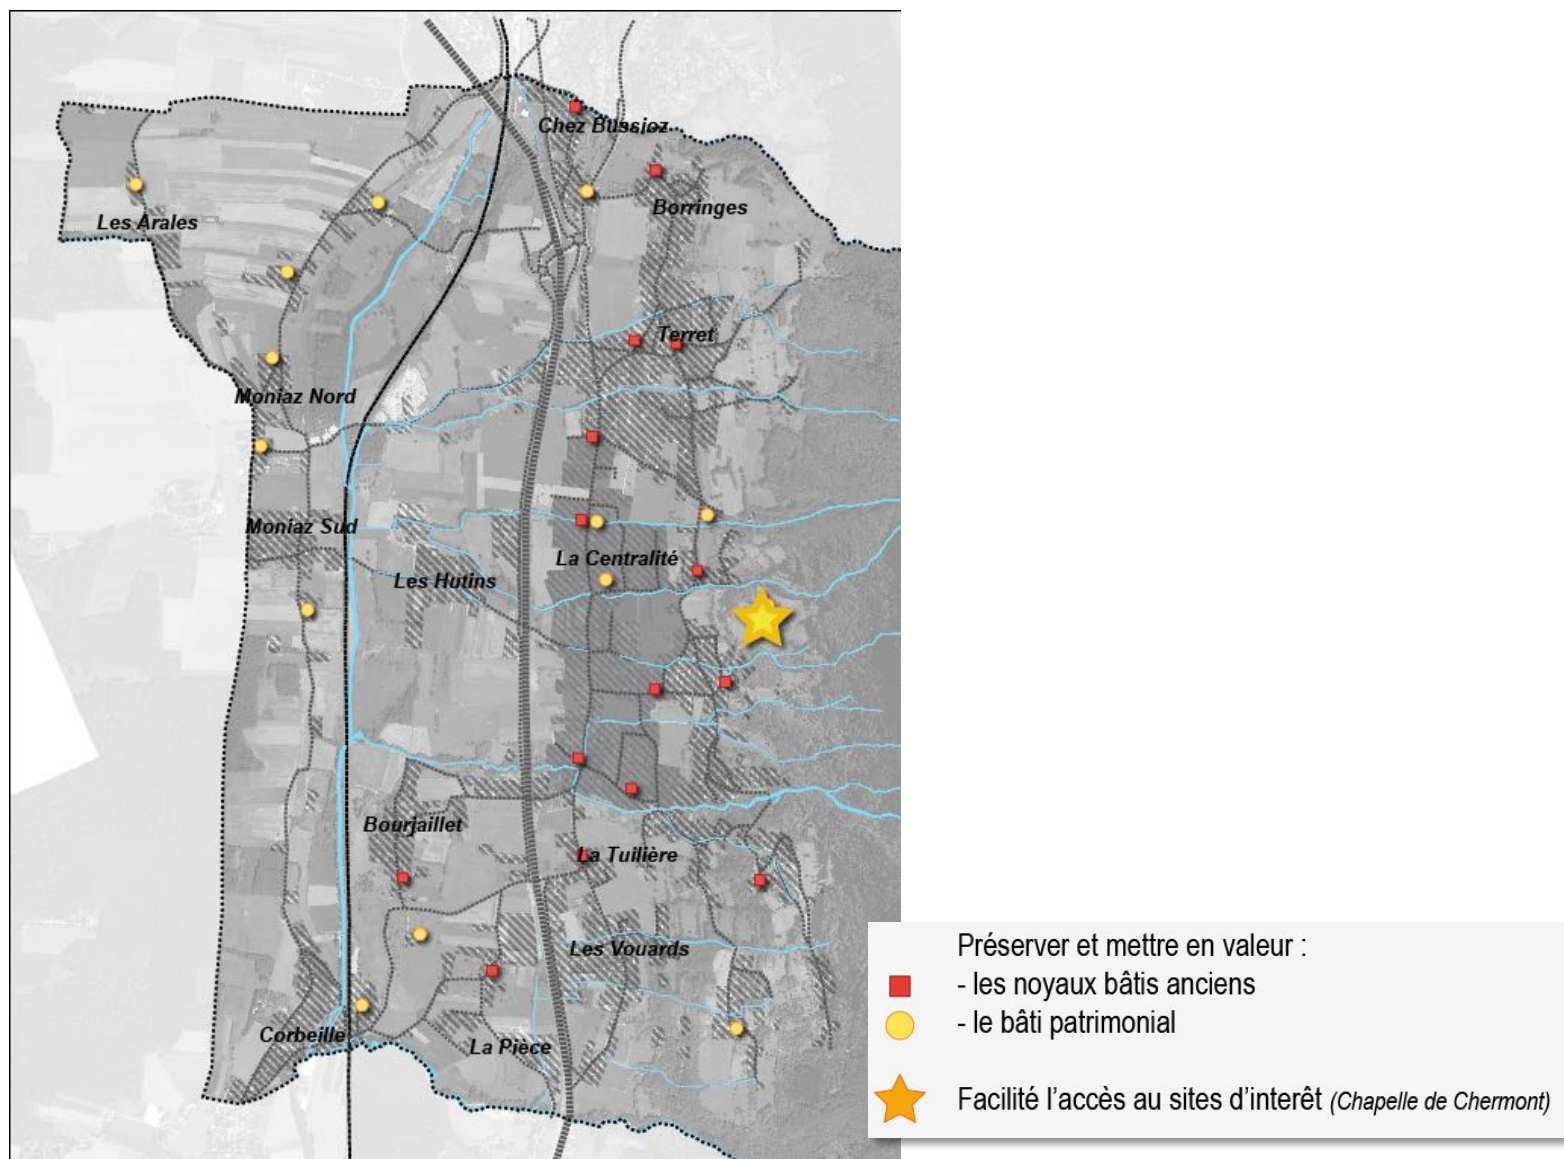 Chez Bussioz
Borringes
Les Arales
Terret
Moniaz Nord
Moniaz Sud
La Centralité
Les Hutins
Bourjaillet
La Tuilière
Les Vouards
Corbeille
La Pièce
Préserver et mettre en valeur :
- les noyaux bâtis anciens
- le bâti patrimonial
Facilité l'accès au sites d'interêt (Chapelle de Chermont)